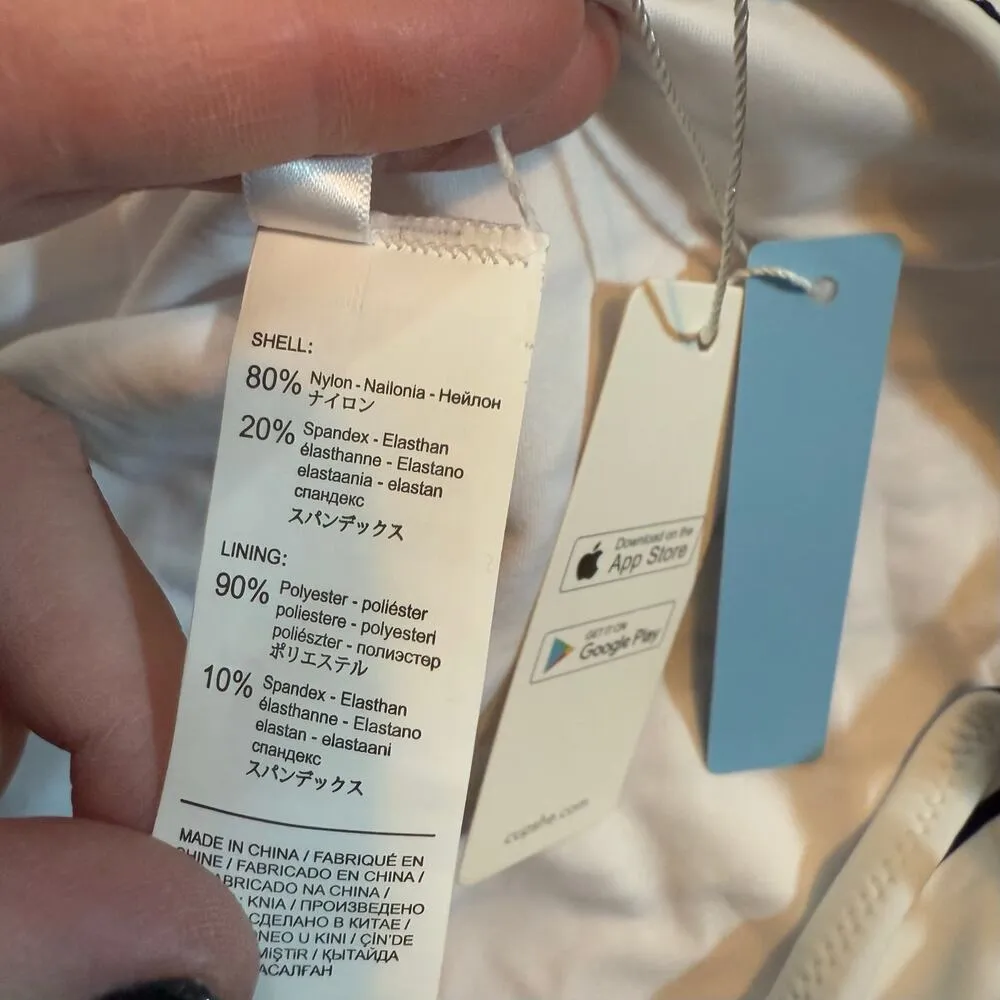 SHELL:
80% Nylon - Nailonia - Нейлон
ナイロン
20% Spandex - Elasthan
élasthanne - Elastano
elastaania - elastan
спандекс
スパンデックス
LINING:
90% Polyester - poliéster
poliestere - polyesteri
poliészter - полиэстер
ポリエステル
10% Spandex - Elasthan
élasthanne - Elastano
elastan - elastaani
спандекс
スパンデックス
MADE IN CHINA / FABRIQUÉ EN
CHINE / FABRICADO EN CHINA /
FABRICADO NA CHINA /
KNIA / ПРОИЗВЕДЕНО
СДЕЛАНО В КИТАЕ /
U KINI / ÇİN'DE
ҚЫТАЙДА
Download on the
App Store
GET IT ON
Google Play
cupshe.com